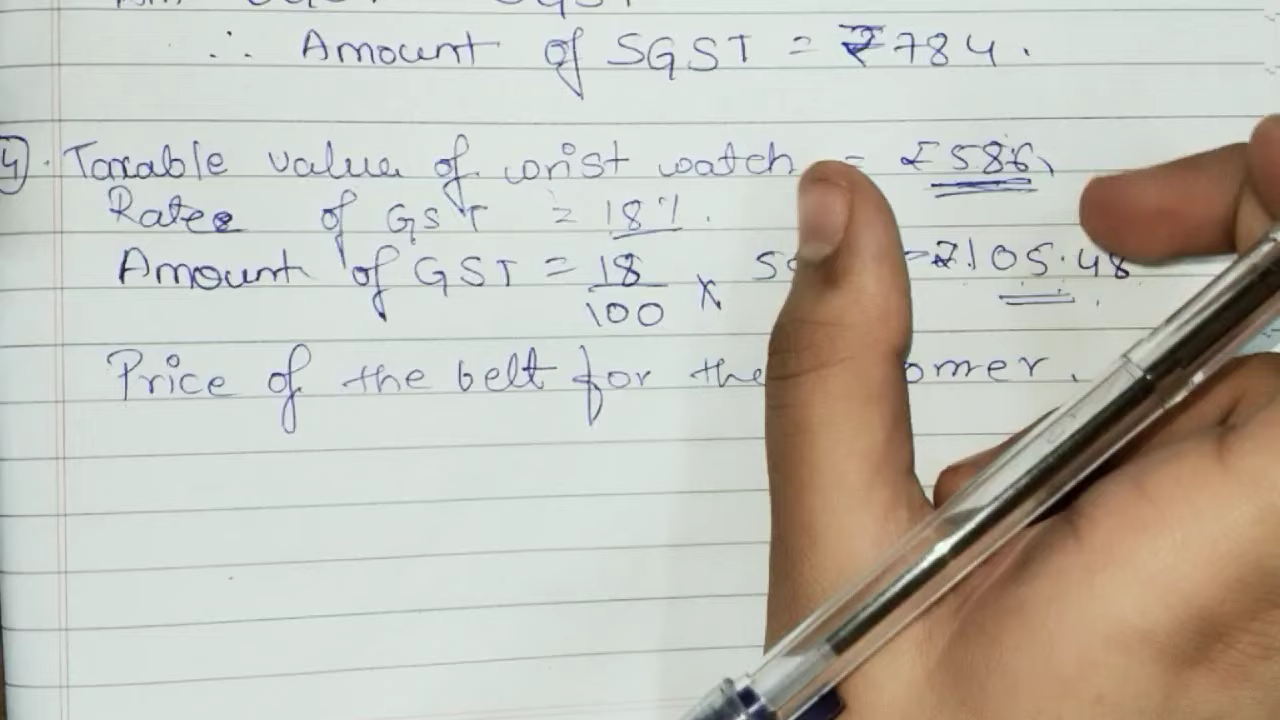 ∴ Amount of SGST = ₹784.
4). Taxable value of wrist watch = ₹586,
Rate of GST = 18%.
Amount of GST = 18/100 × = ₹105.48
Price of the belt for the